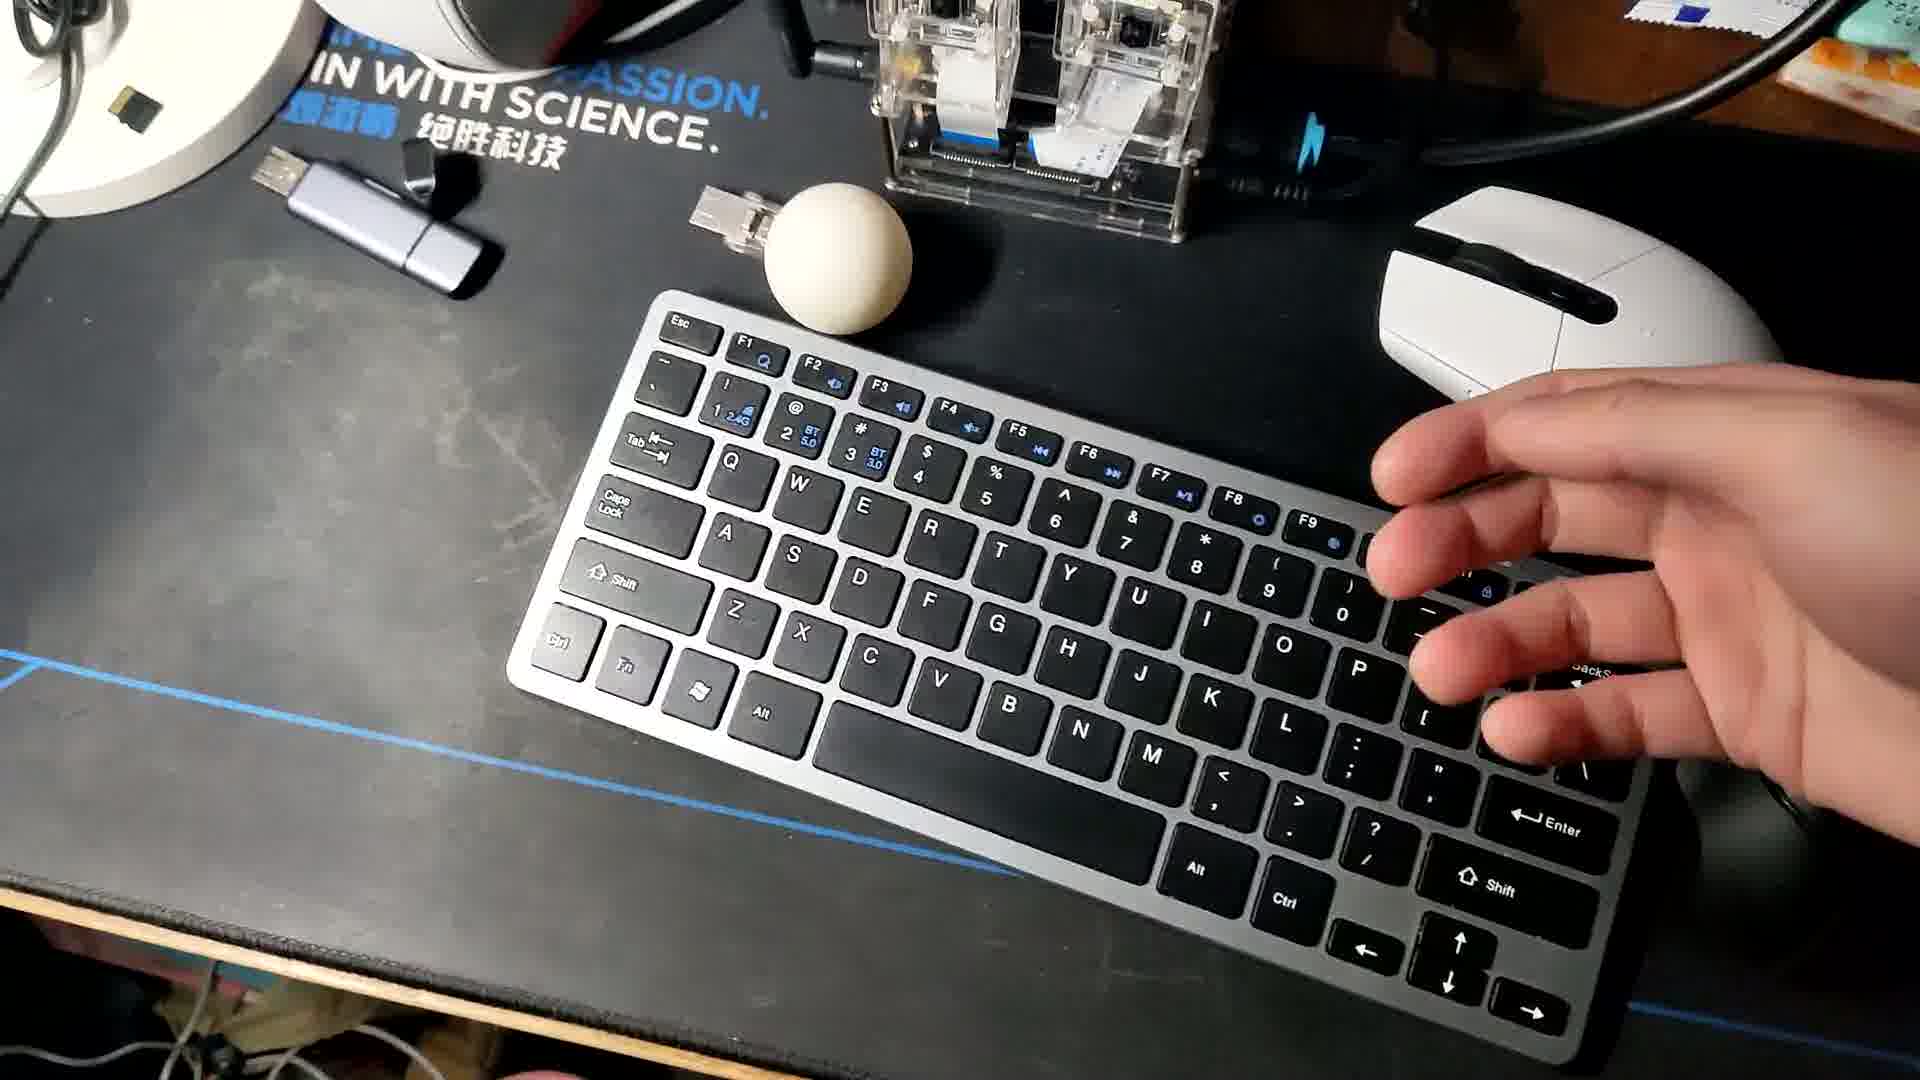 PASSION.
IN WITH SCIENCE.
绝胜科技
Esc F1 F2 F3 F4 F5 F6 F7 F8 F9
~ ! @ # $ % ^ & * ( ) _
` 1 2.4G 2 BT 5.0 3 BT 3.0 4 5 6 7 8 9 0
Tab Q W E R T Y U I O P [ \
Caps Lock A S D F G H J K L : ; " ' Enter
Shift Z X C V B N M < , > . ? / Shift
Ctrl Fn Alt Alt Ctrl ← ↑ ↓ →